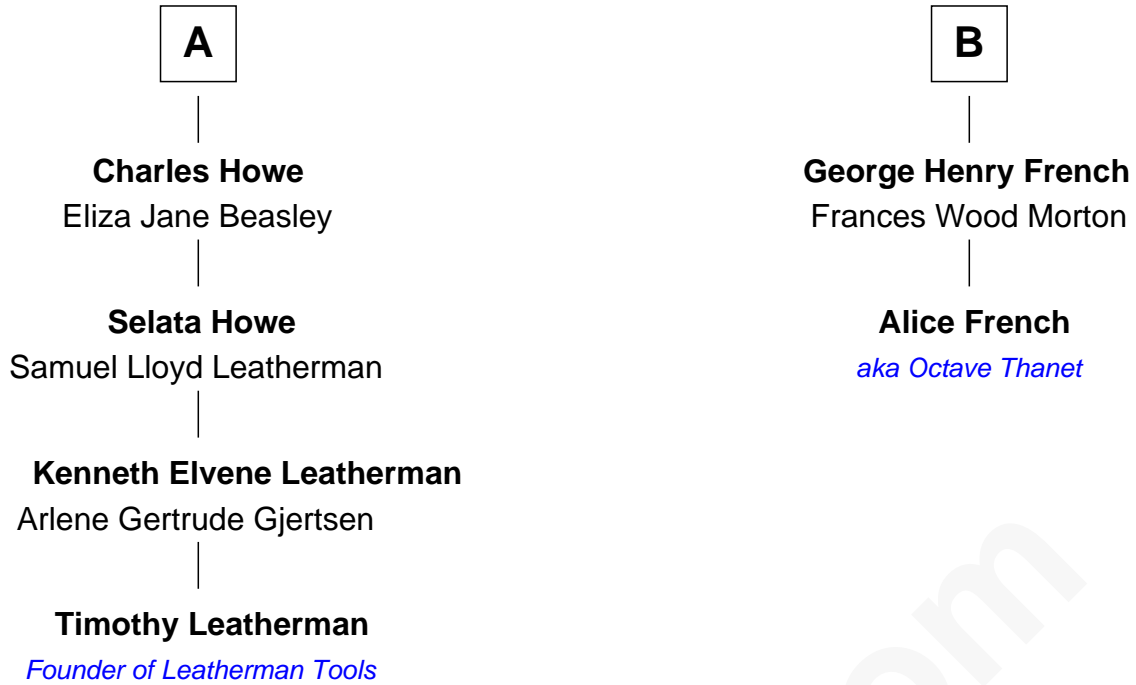 A
Charles Howe
Eliza Jane Beasley
Selata Howe
Samuel Lloyd Leatherman
Kenneth Elvene Leatherman
Arlene Gertrude Gjertsen
Timothy Leatherman
Founder of Leatherman Tools
B
George Henry French
Frances Wood Morton
Alice French
aka Octave Thanet
om